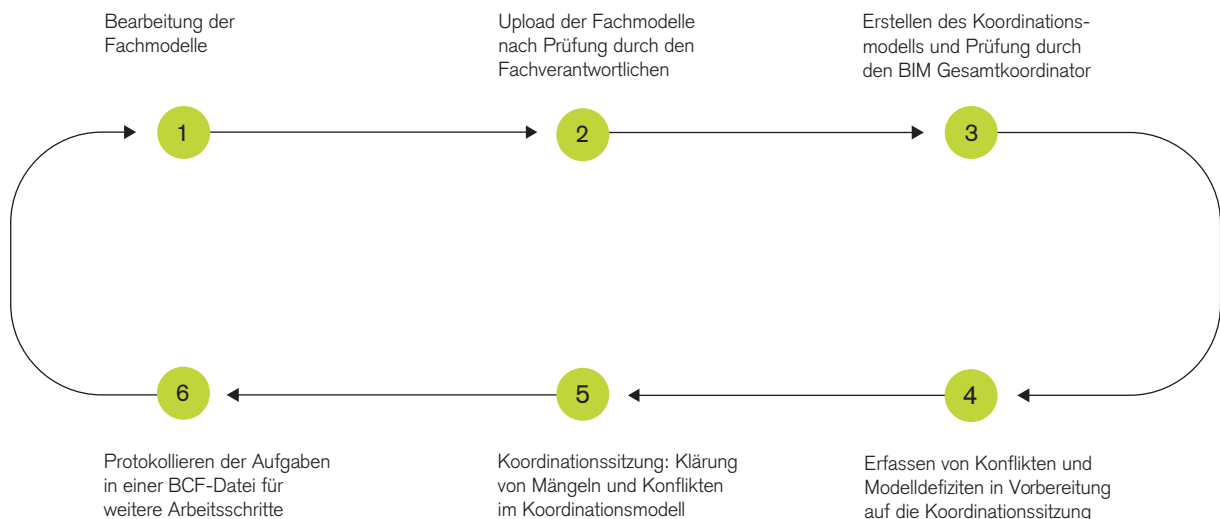 Bearbeitung der
Fachmodelle
Upload der Fachmodelle
nach Prüfung durch den
Fachverantwortlichen
Erstellen des Koordinations-
modells und Prüfung durch
den BIM Gesamtkoordinator
1
2
3
6
5
4
Protokollieren der Aufgaben
in einer BCF-Datei für
weitere Arbeitsschritte
Koordinationssitzung: Klärung
von Mängeln und Konflikten
im Koordinationsmodell
Erfassen von Konflikten und
Modelldefiziten in Vorbereitung
auf die Koordinationssitzung